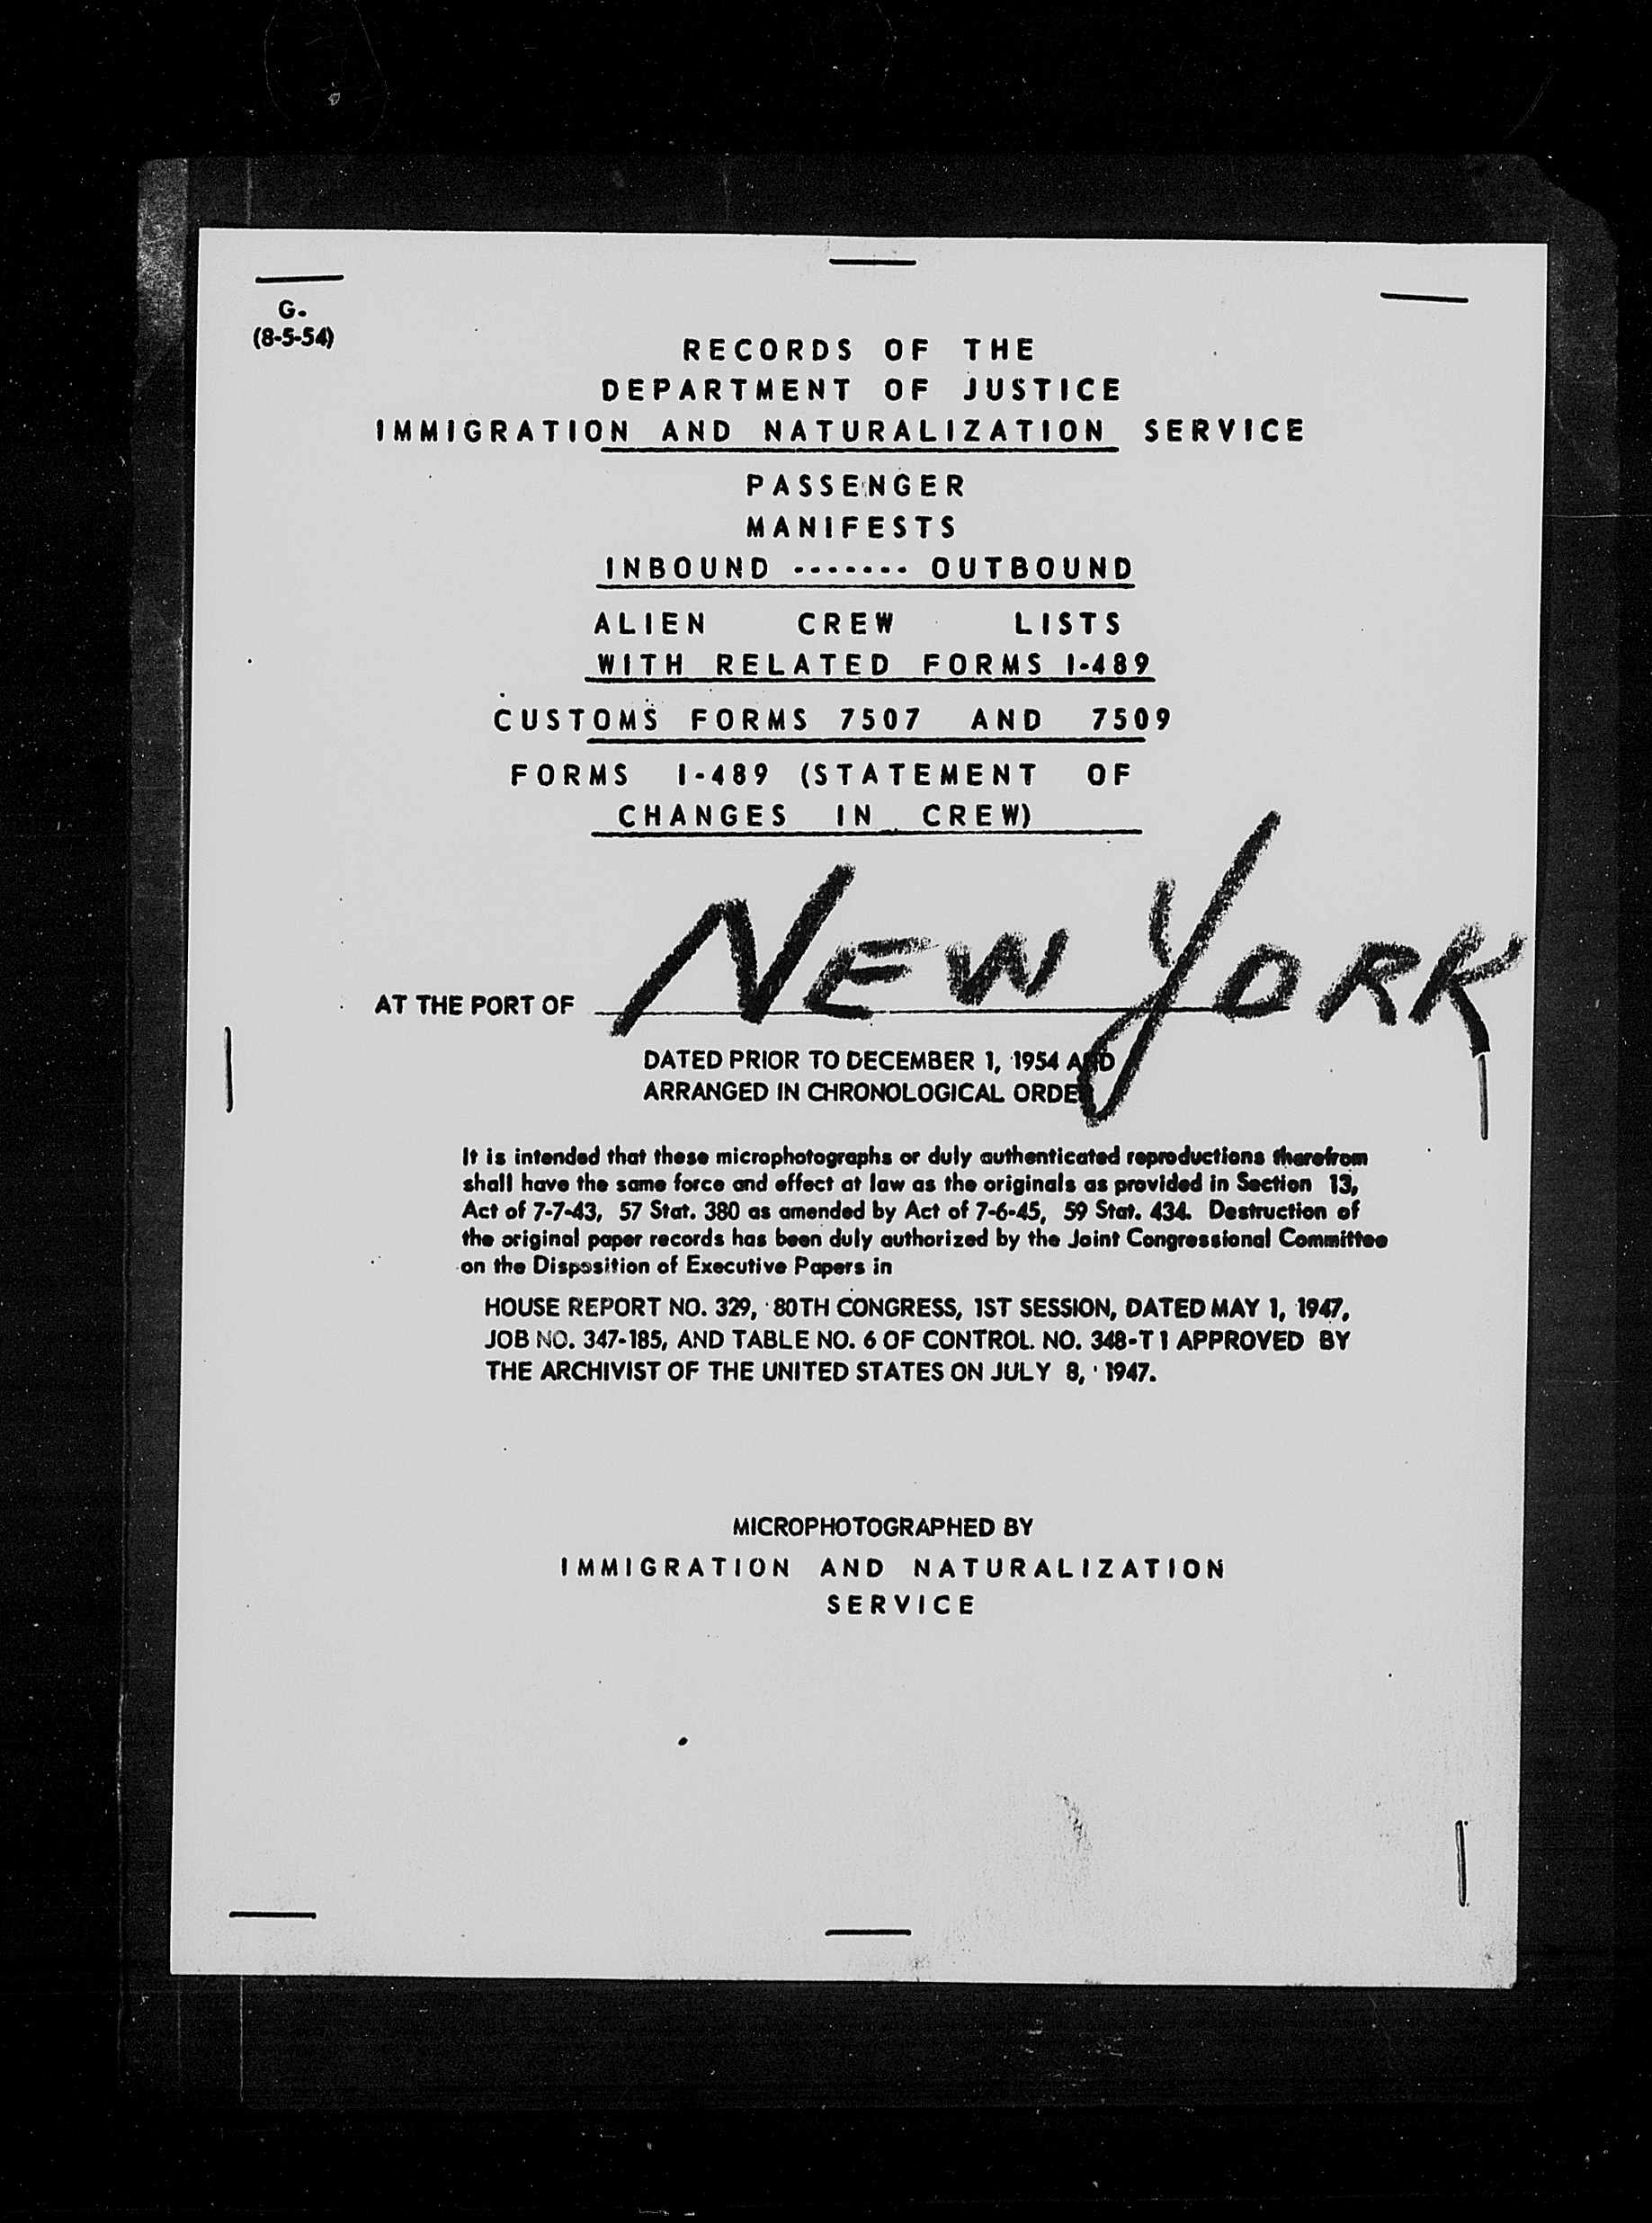 G.
(8-5-54)
RECORDS OF THE
DEPARTMENT OF JUSTICE
IMMIGRATION AND NATURALIZATION SERVICE
PASSENGER
MANIFESTS
INBOUND ------- OUTBOUND
ALIEN CREW LISTS
WITH RELATED FORMS I-489
CUSTOMS FORMS 7507 AND 7509
FORMS I-489 (STATEMENT OF
CHANGES IN CREW)
AT THE PORT OF NEW YORK
DATED PRIOR TO DECEMBER 1, 1954 AND
ARRANGED IN CHRONOLOGICAL ORDER
It is intended that these microphotographs or duly authenticated reproductions therefrom
shall have the same force and effect at law as the originals as provided in Section 13,
Act of 7-7-43, 57 Stat. 380 as amended by Act of 7-6-45, 59 Stat. 434. Destruction of
the original paper records has been duly authorized by the Joint Congressional Committee
on the Disposition of Executive Papers in
HOUSE REPORT NO. 329, 80TH CONGRESS, 1ST SESSION, DATED MAY 1, 1947,
JOB NO. 347-185, AND TABLE NO. 6 OF CONTROL. NO. 348-T1 APPROVED BY
THE ARCHIVIST OF THE UNITED STATES ON JULY 8, 1947.
MICROPHOTOGRAPHED BY
IMMIGRATION AND NATURALIZATION
SERVICE